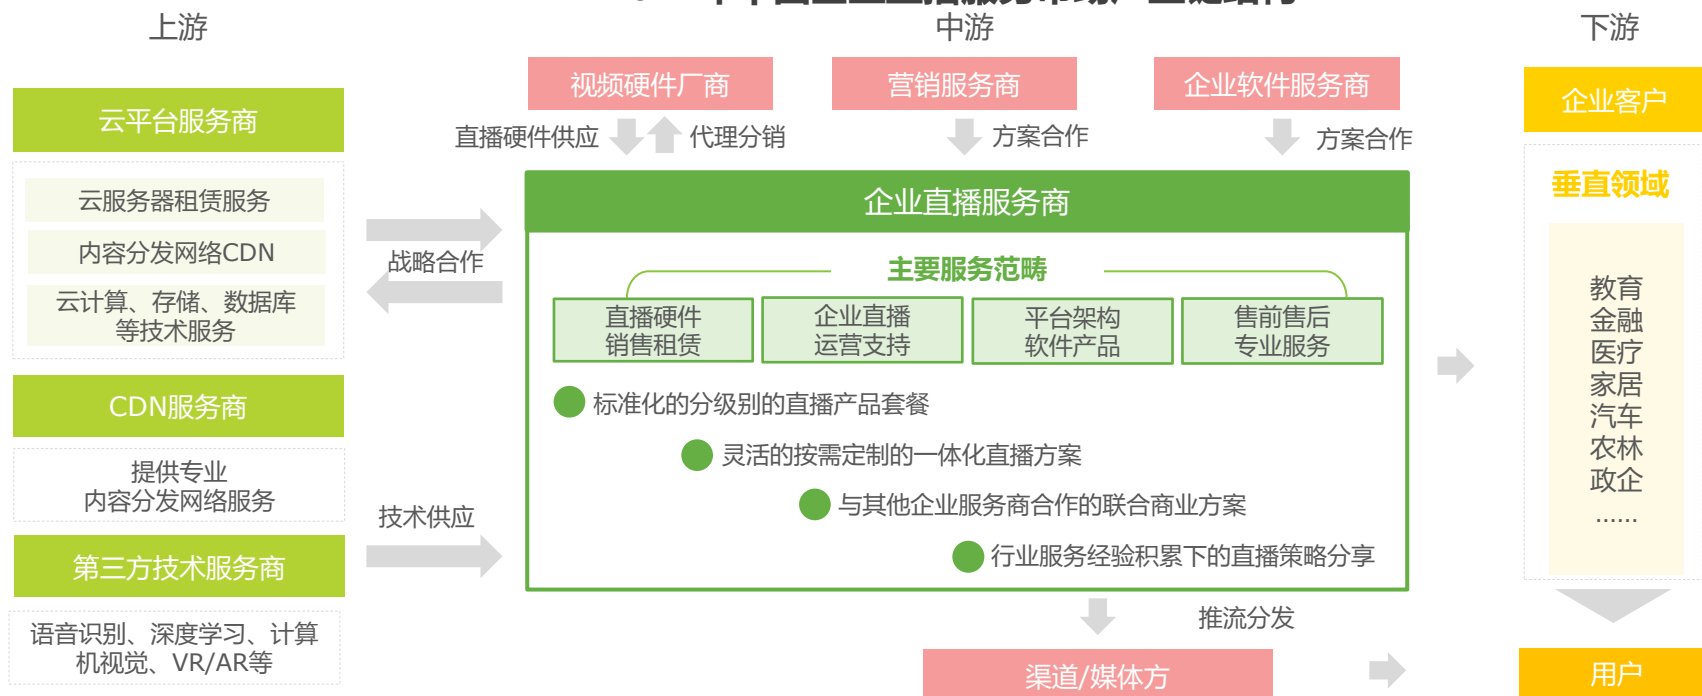 上游
中游
下游
云平台服务商
云服务器租赁服务
内容分发网络CDN
云计算、存储、数据库
等技术服务
CDN服务商
提供专业
内容分发网络服务
第三方技术服务商
语音识别、深度学习、计算
机视觉、VR/AR等
战略合作
技术供应
视频硬件厂商
营销服务商
企业软件服务商
直播硬件供应
代理分销
方案合作
方案合作
企业直播服务商
主要服务范畴
直播硬件
销售租赁
企业直播
运营支持
平台架构
软件产品
售前售后
专业服务
标准化的分级别的直播产品套餐
灵活的按需定制的一体化直播方案
与其他企业服务商合作的联合商业方案
行业服务经验积累下的直播策略分享
推流分发
渠道/媒体方
企业客户
垂直领域
教育
金融
医疗
家居
汽车
农林
政企
......
用户